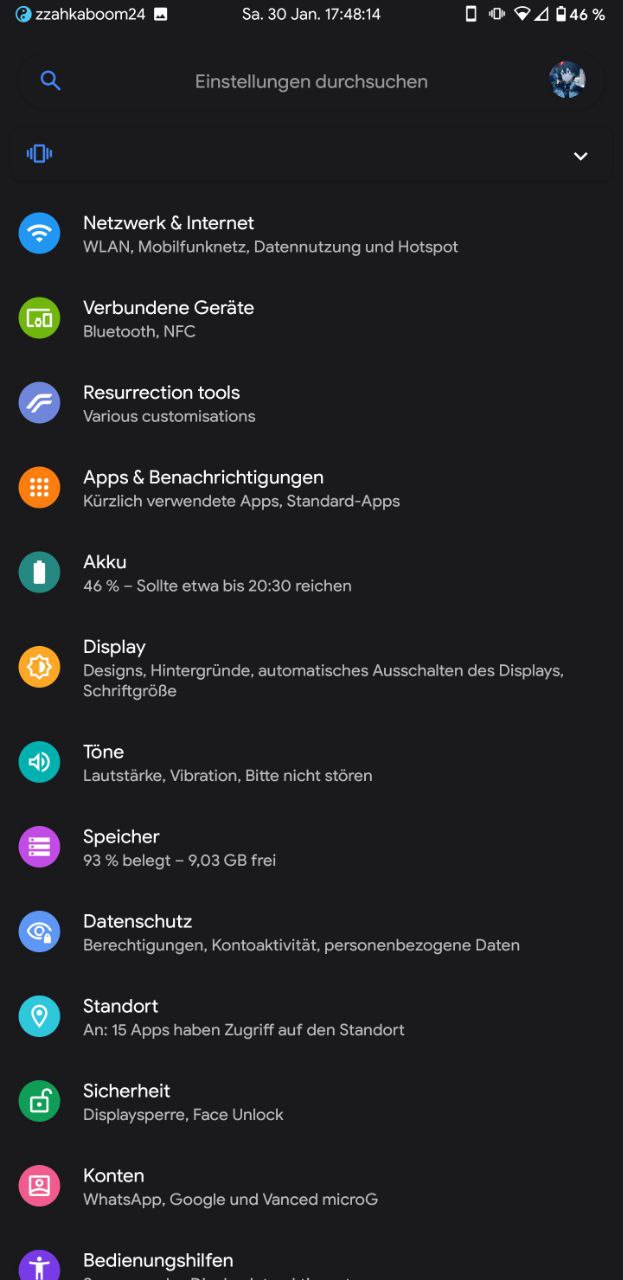 zzahkaboom24 Sa. 30 Jan. 17:48:14 46 %
Einstellungen durchsuchen
Netzwerk & Internet
WLAN, Mobilfunknetz, Datennutzung und Hotspot
Verbundene Geräte
Bluetooth, NFC
Resurrection tools
Various customisations
Apps & Benachrichtigungen
Kürzlich verwendete Apps, Standard-Apps
Akku
46 % – Sollte etwa bis 20:30 reichen
Display
Designs, Hintergründe, automatisches Ausschalten des Displays,
Schriftgröße
Töne
Lautstärke, Vibration, Bitte nicht stören
Speicher
93 % belegt – 9,03 GB frei
Datenschutz
Berechtigungen, Kontoaktivität, personenbezogene Daten
Standort
An: 15 Apps haben Zugriff auf den Standort
Sicherheit
Displaysperre, Face Unlock
Konten
WhatsApp, Google und Vanced microG
Bedienungshilfen